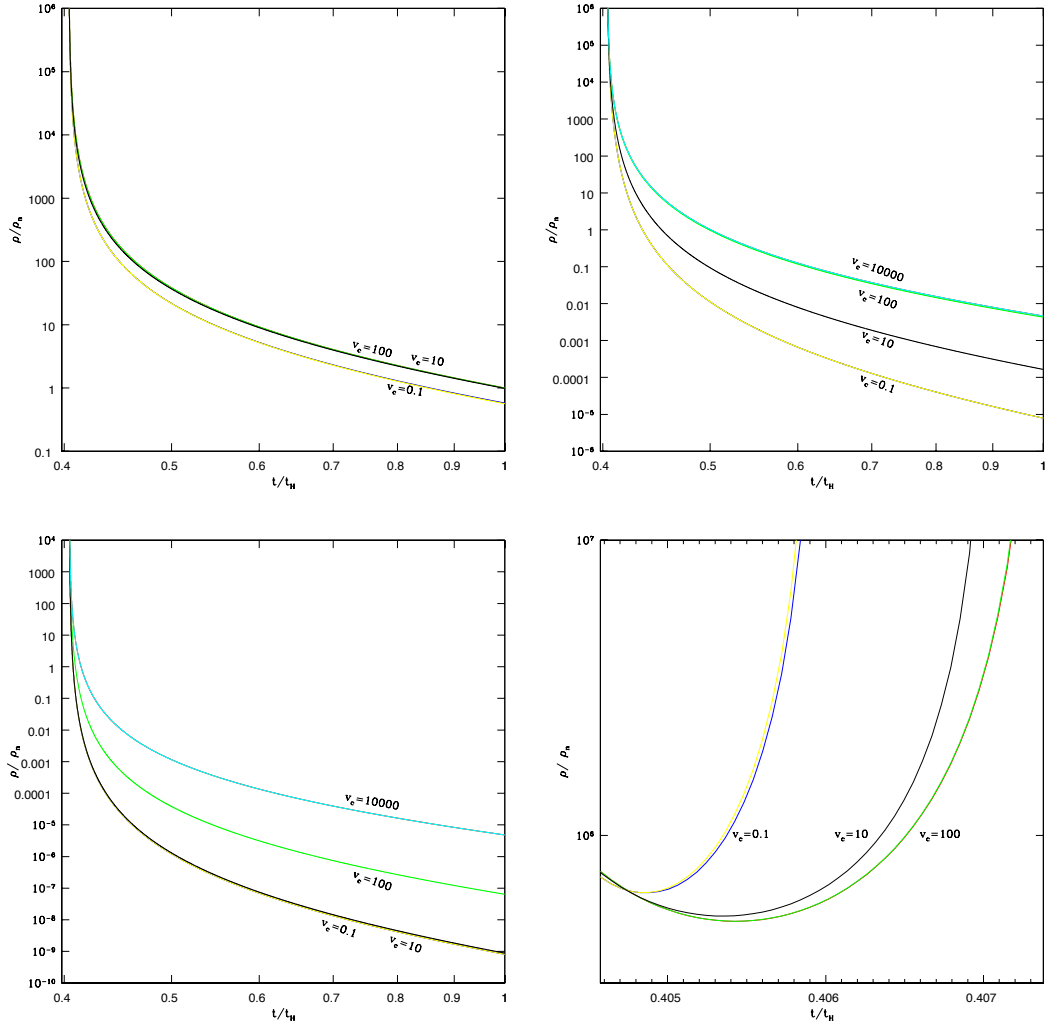 10⁶
10⁵
10⁴
1000
100
10
1
0.1
ρ/ρₙ
v_c=100
v_c=10
v_c=0.1
0.4
0.5
0.6
0.7
0.8
0.9
1
t/t_H
10⁶
10⁵
10⁴
1000
100
10
1
0.1
0.01
0.001
0.0001
10⁻⁵
10⁻⁶
ρ/ρₙ
v_c=10000
v_c=100
v_c=10
v_c=0.1
0.4
0.5
0.6
0.7
0.8
0.9
1
t/t_H
10⁴
1000
100
10
1
0.1
0.01
0.001
0.0001
10⁻⁵
10⁻⁶
10⁻⁷
10⁻⁸
10⁻⁹
10⁻¹⁰
ρ/ ρₙ
v_c=10000
v_c=100
v_c=0.1
v_c=10
0.4
0.5
0.6
0.7
0.8
0.9
1
t/t_H
10⁷
10⁶
ρ/ ρₙ
v_c=0.1
v_c=10
v_c=100
0.405
0.406
0.407
t/t_H